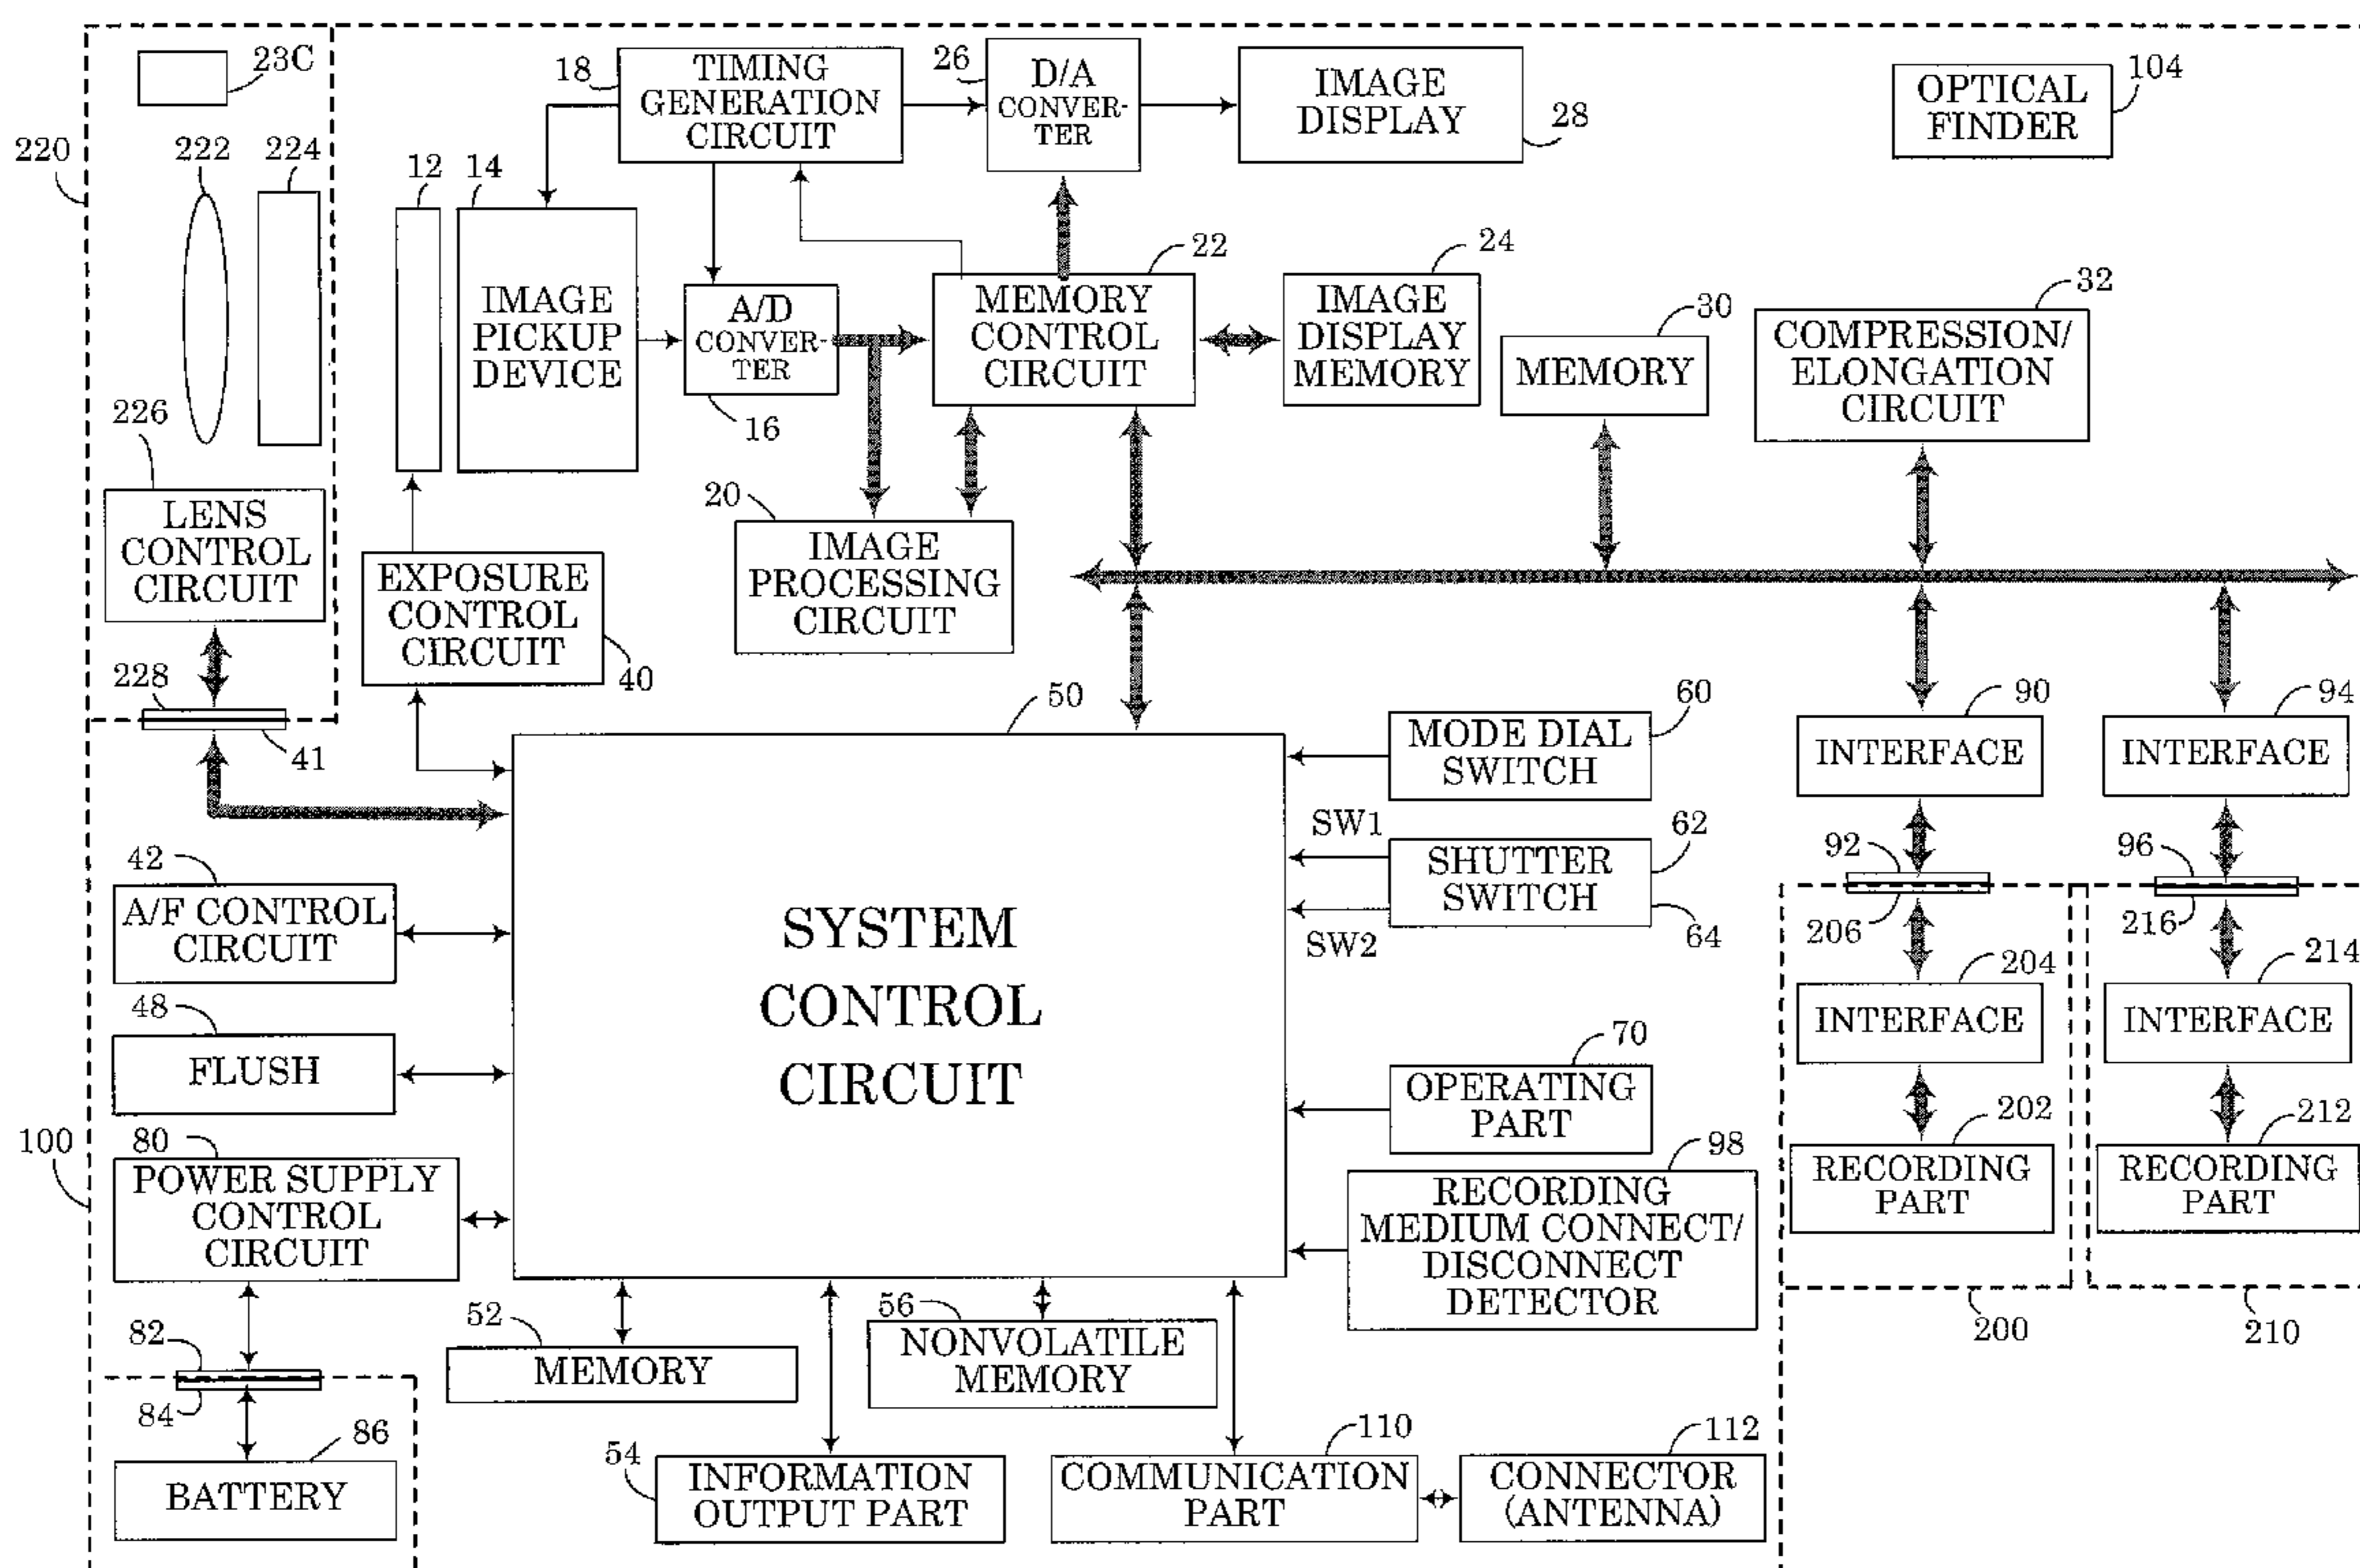 23C
18
TIMING
GENERATION
CIRCUIT
26
D/A
CONVER-
TER
IMAGE
DISPLAY
28
OPTICAL
FINDER
104
220
222
224
12
14
IMAGE
PICKUP
DEVICE
A/D
CONVER-
TER
16
22
MEMORY
CONTROL
CIRCUIT
24
IMAGE
DISPLAY
MEMORY
30
MEMORY
32
COMPRESSION/
ELONGATION
CIRCUIT
226
LENS
CONTROL
CIRCUIT
20
IMAGE
PROCESSING
CIRCUIT
EXPOSURE
CONTROL
CIRCUIT
40
228
41
50
SYSTEM
CONTROL
CIRCUIT
60
MODE DIAL
SWITCH
SW1
62
SHUTTER
SWITCH
SW2
64
90
INTERFACE
94
INTERFACE
92
206
96
216
204
INTERFACE
214
INTERFACE
202
RECORDING
PART
212
RECORDING
PART
200
210
42
A/F CONTROL
CIRCUIT
48
FLUSH
100
80
POWER SUPPLY
CONTROL
CIRCUIT
82
84
86
BATTERY
70
OPERATING
PART
98
RECORDING
MEDIUM CONNECT/
DISCONNECT
DETECTOR
52
MEMORY
56
NONVOLATILE
MEMORY
54
INFORMATION
OUTPUT PART
110
COMMUNICATION
PART
112
CONNECTOR
(ANTENNA)